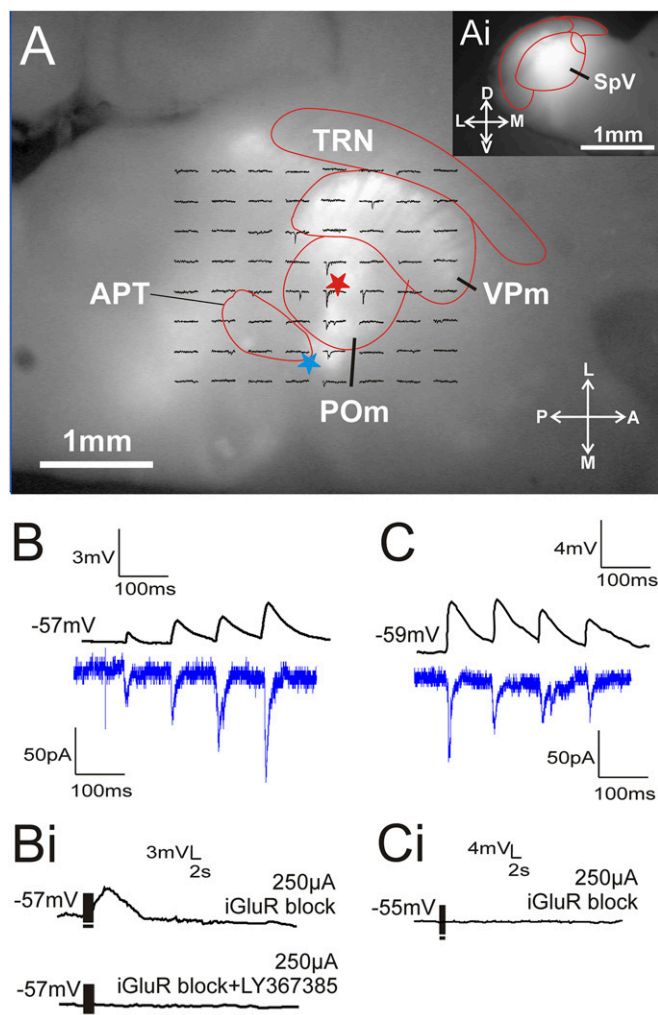 A
Ai
SpV
D
L
M
V
1mm
TRN
APT
VPm
POm
L
P
A
M
1mm
B
3mV
100ms
-57mV
50pA
100ms
C
4mV
100ms
-59mV
50pA
100ms
Bi
3mV
2s
250µA
-57mV
iGluR block
250µA
-57mV
iGluR block+LY367385
Ci
4mV
2s
250µA
iGluR block
-55mV